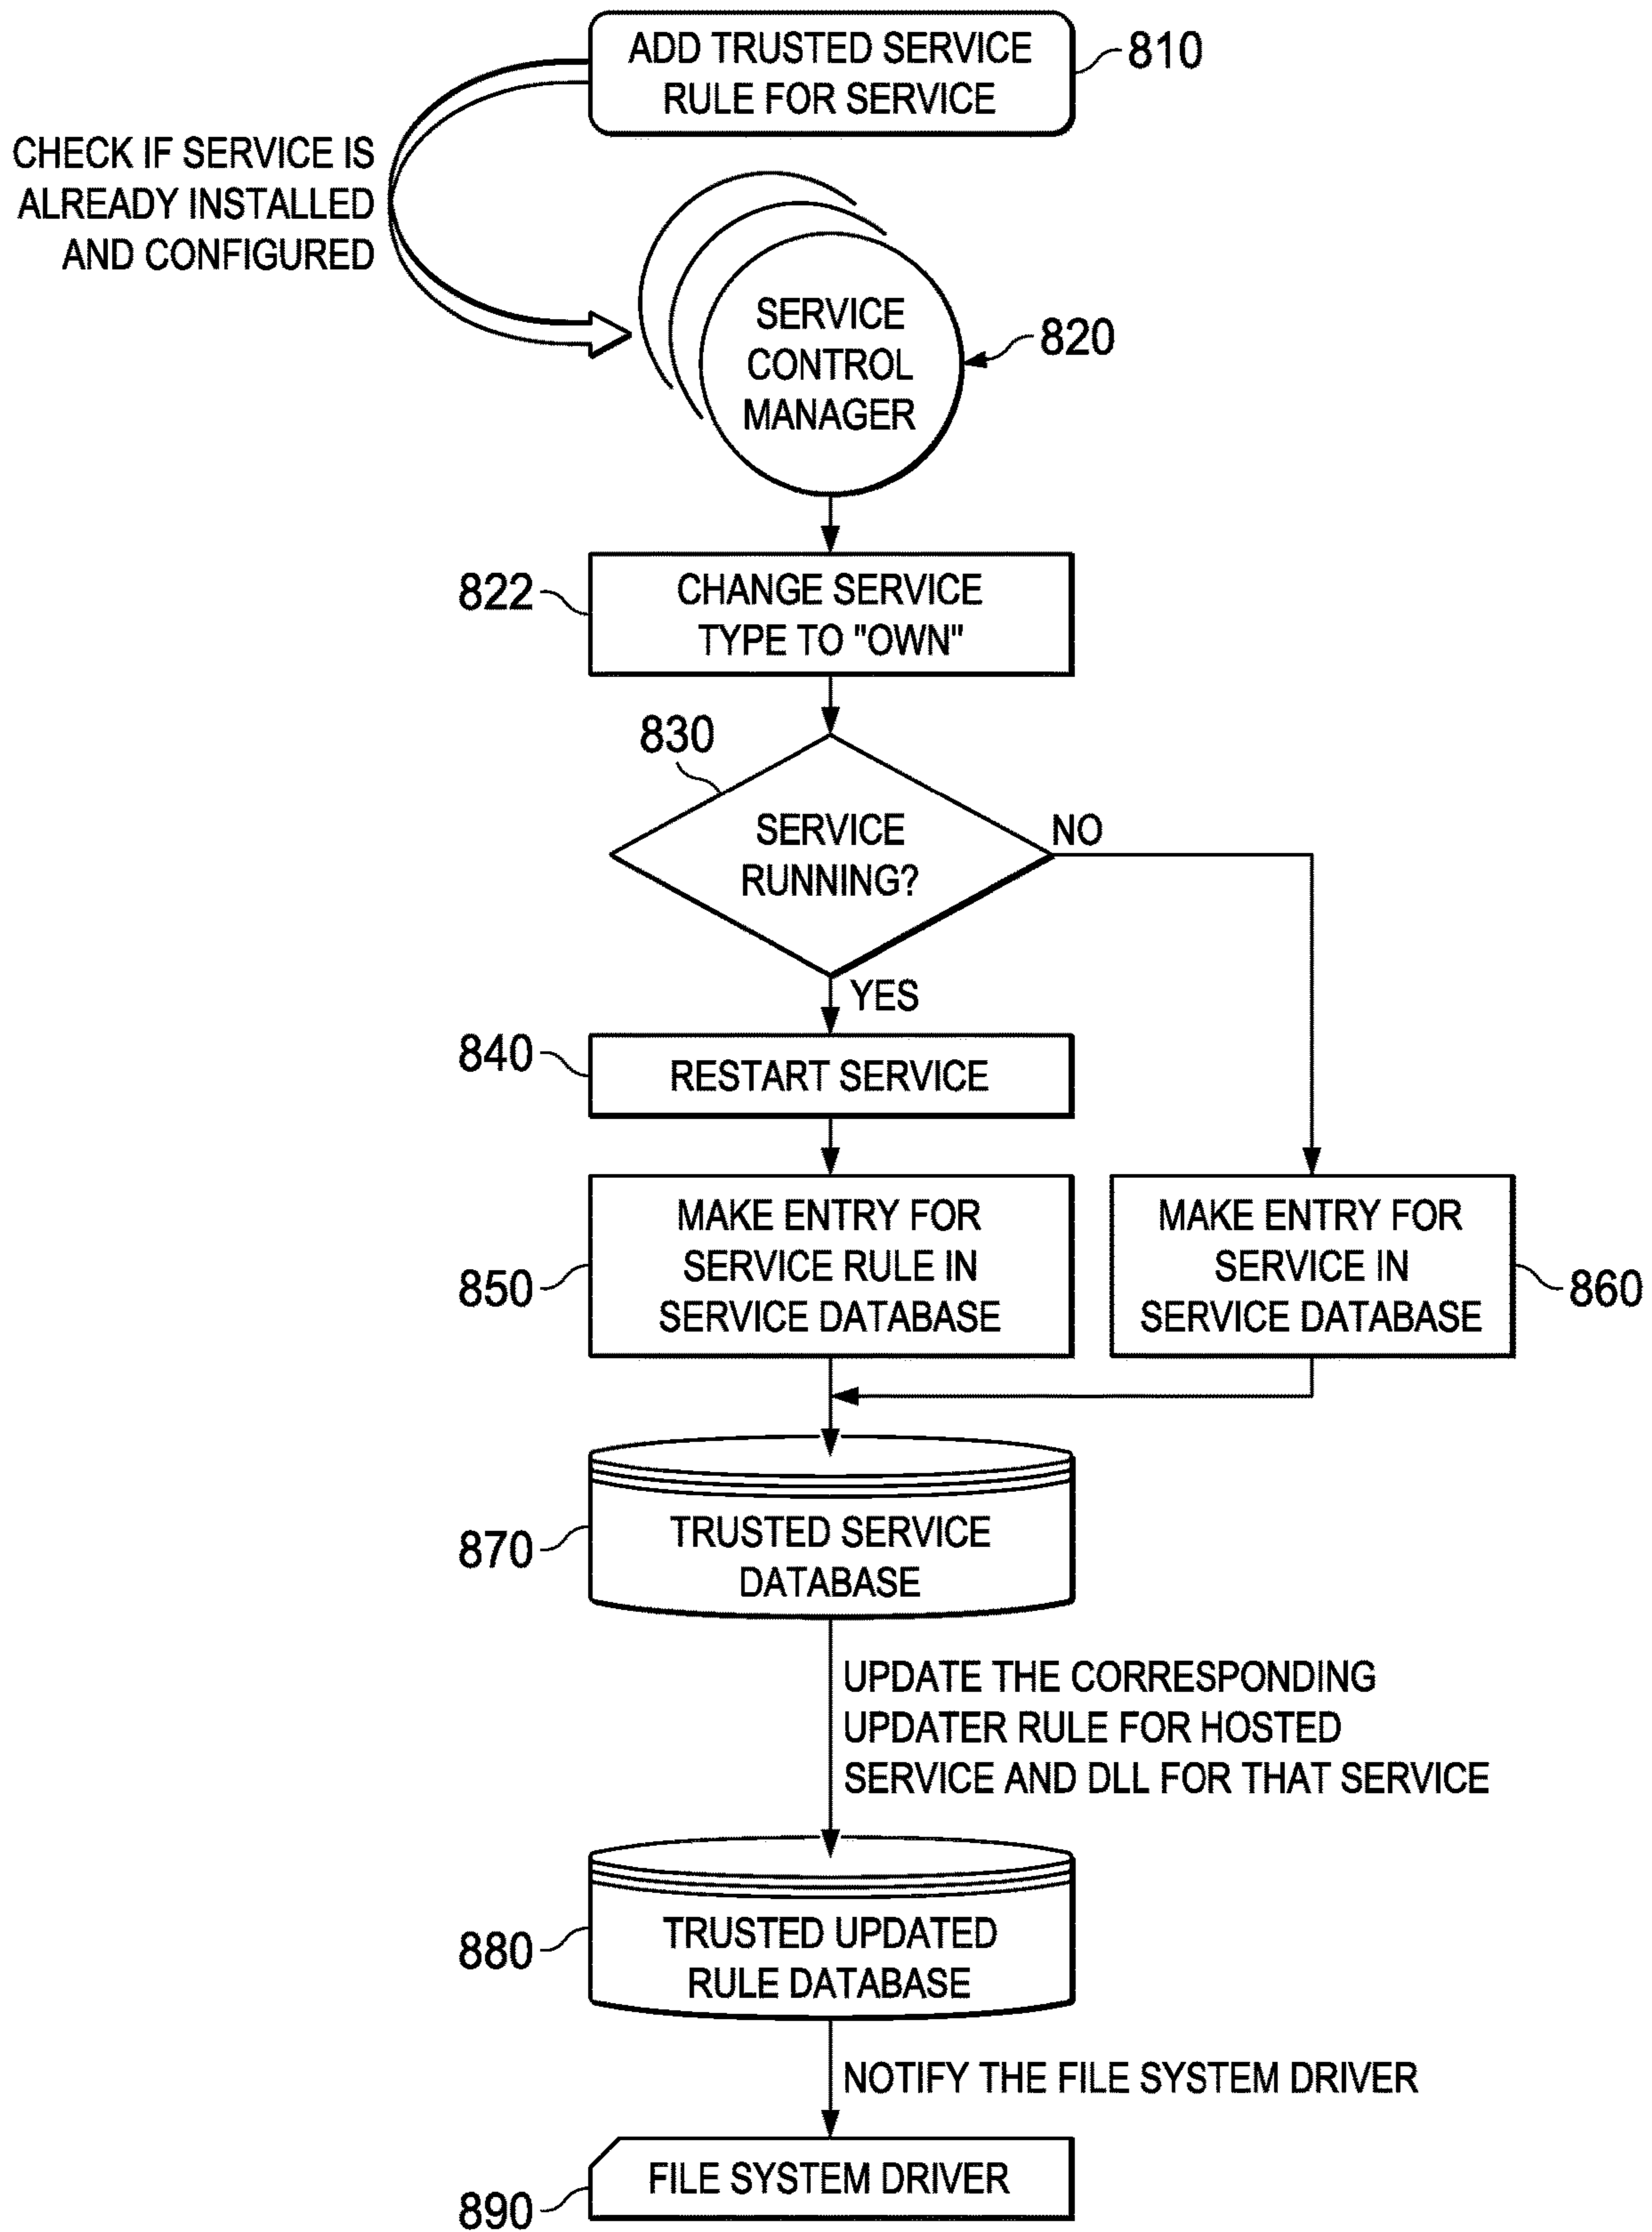 ADD TRUSTED SERVICE
RULE FOR SERVICE
810
CHECK IF SERVICE IS
ALREADY INSTALLED
AND CONFIGURED
SERVICE
CONTROL
MANAGER
820
822
CHANGE SERVICE
TYPE TO "OWN"
830
SERVICE
RUNNING?
NO
YES
840
RESTART SERVICE
850
MAKE ENTRY FOR
SERVICE RULE IN
SERVICE DATABASE
MAKE ENTRY FOR
SERVICE IN
SERVICE DATABASE
860
870
TRUSTED SERVICE
DATABASE
UPDATE THE CORRESPONDING
UPDATER RULE FOR HOSTED
SERVICE AND DLL FOR THAT SERVICE
880
TRUSTED UPDATED
RULE DATABASE
NOTIFY THE FILE SYSTEM DRIVER
890
FILE SYSTEM DRIVER